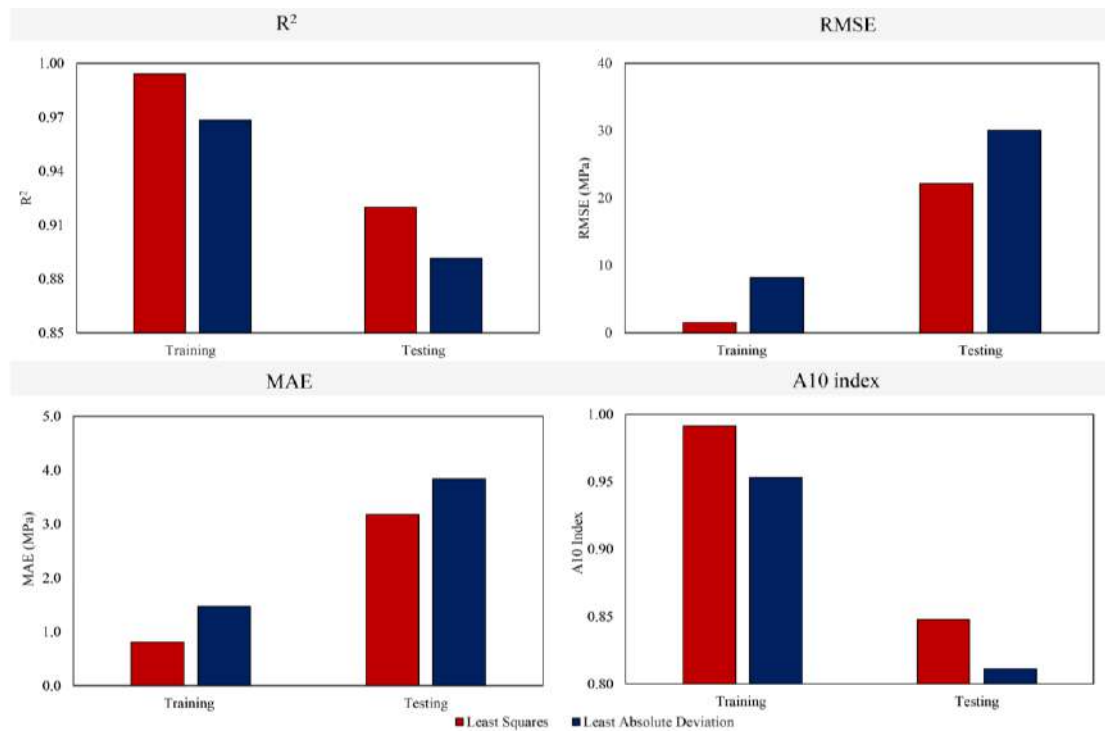 R²
RMSE
1.00
0.97
0.94
0.91
0.88
0.85
R²
Training
Testing
40
30
20
10
0
RMSE (MPa)
Training
Testing
MAE
A10 index
5.0
4.0
3.0
2.0
1.0
0.0
MAE (MPa)
Training
Testing
1.00
0.95
0.90
0.85
0.80
A10 Index
Training
Testing
Least Squares
Least Absolute Deviation